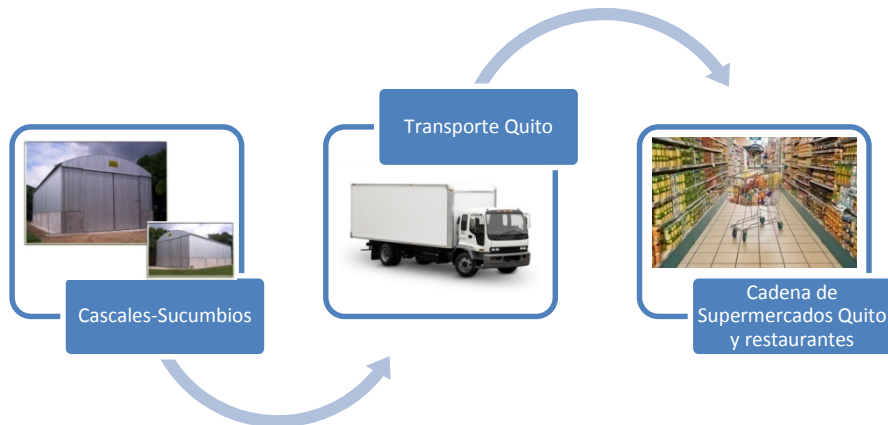 Transporte Quito
Cascales-Sucumbios
Cadena de
Supermercados Quito
y restaurantes